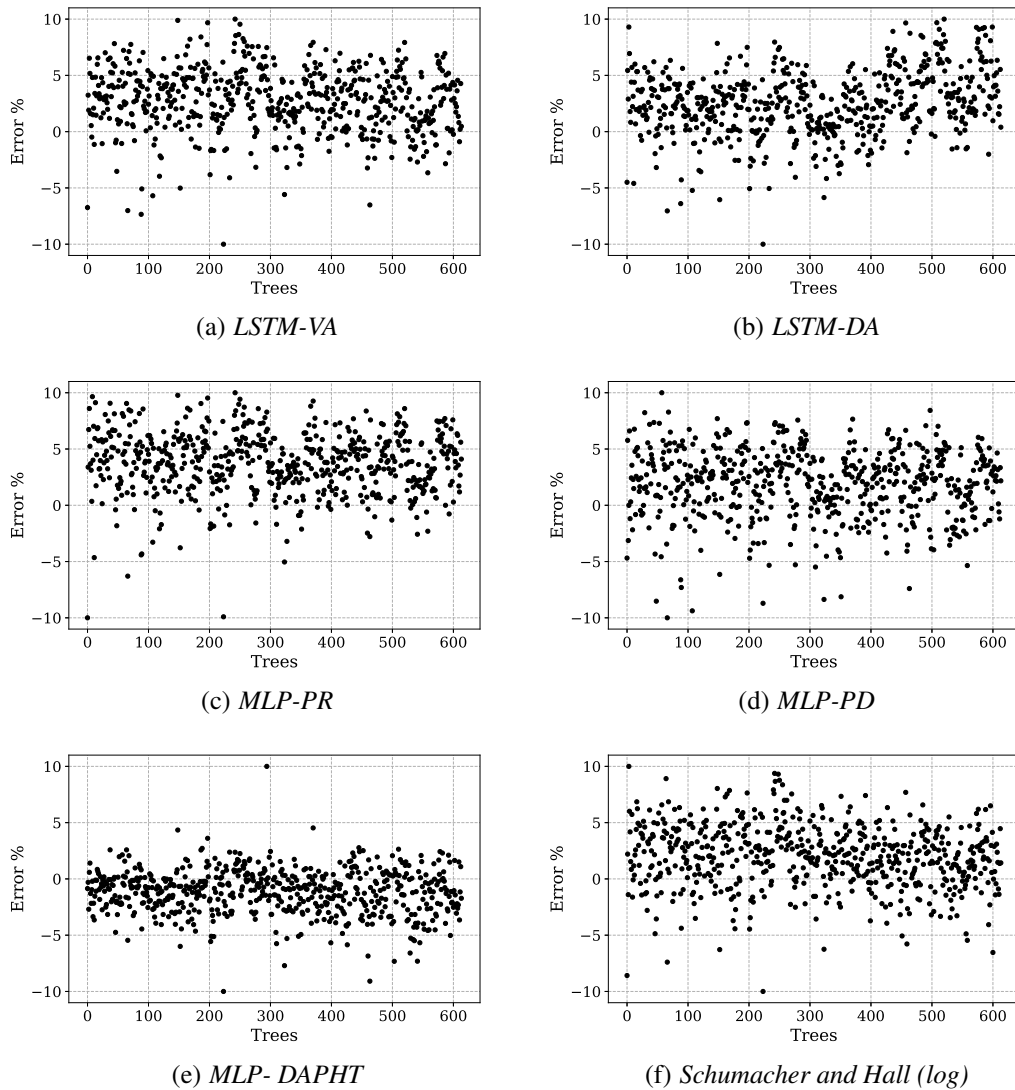 10
5
0
−5
−10
Error %
0 100 200 300 400 500 600
Trees
(a) LSTM-VA
10
5
0
−5
−10
Error %
0 100 200 300 400 500 600
Trees
(b) LSTM-DA
10
5
0
−5
−10
Error %
0 100 200 300 400 500 600
Trees
(c) MLP-PR
10
5
0
−5
−10
Error %
0 100 200 300 400 500 600
Trees
(d) MLP-PD
10
5
0
−5
−10
Error %
0 100 200 300 400 500 600
Trees
(e) MLP- DAPHT
10
5
0
−5
−10
Error %
0 100 200 300 400 500 600
Trees
(f) Schumacher and Hall (log)